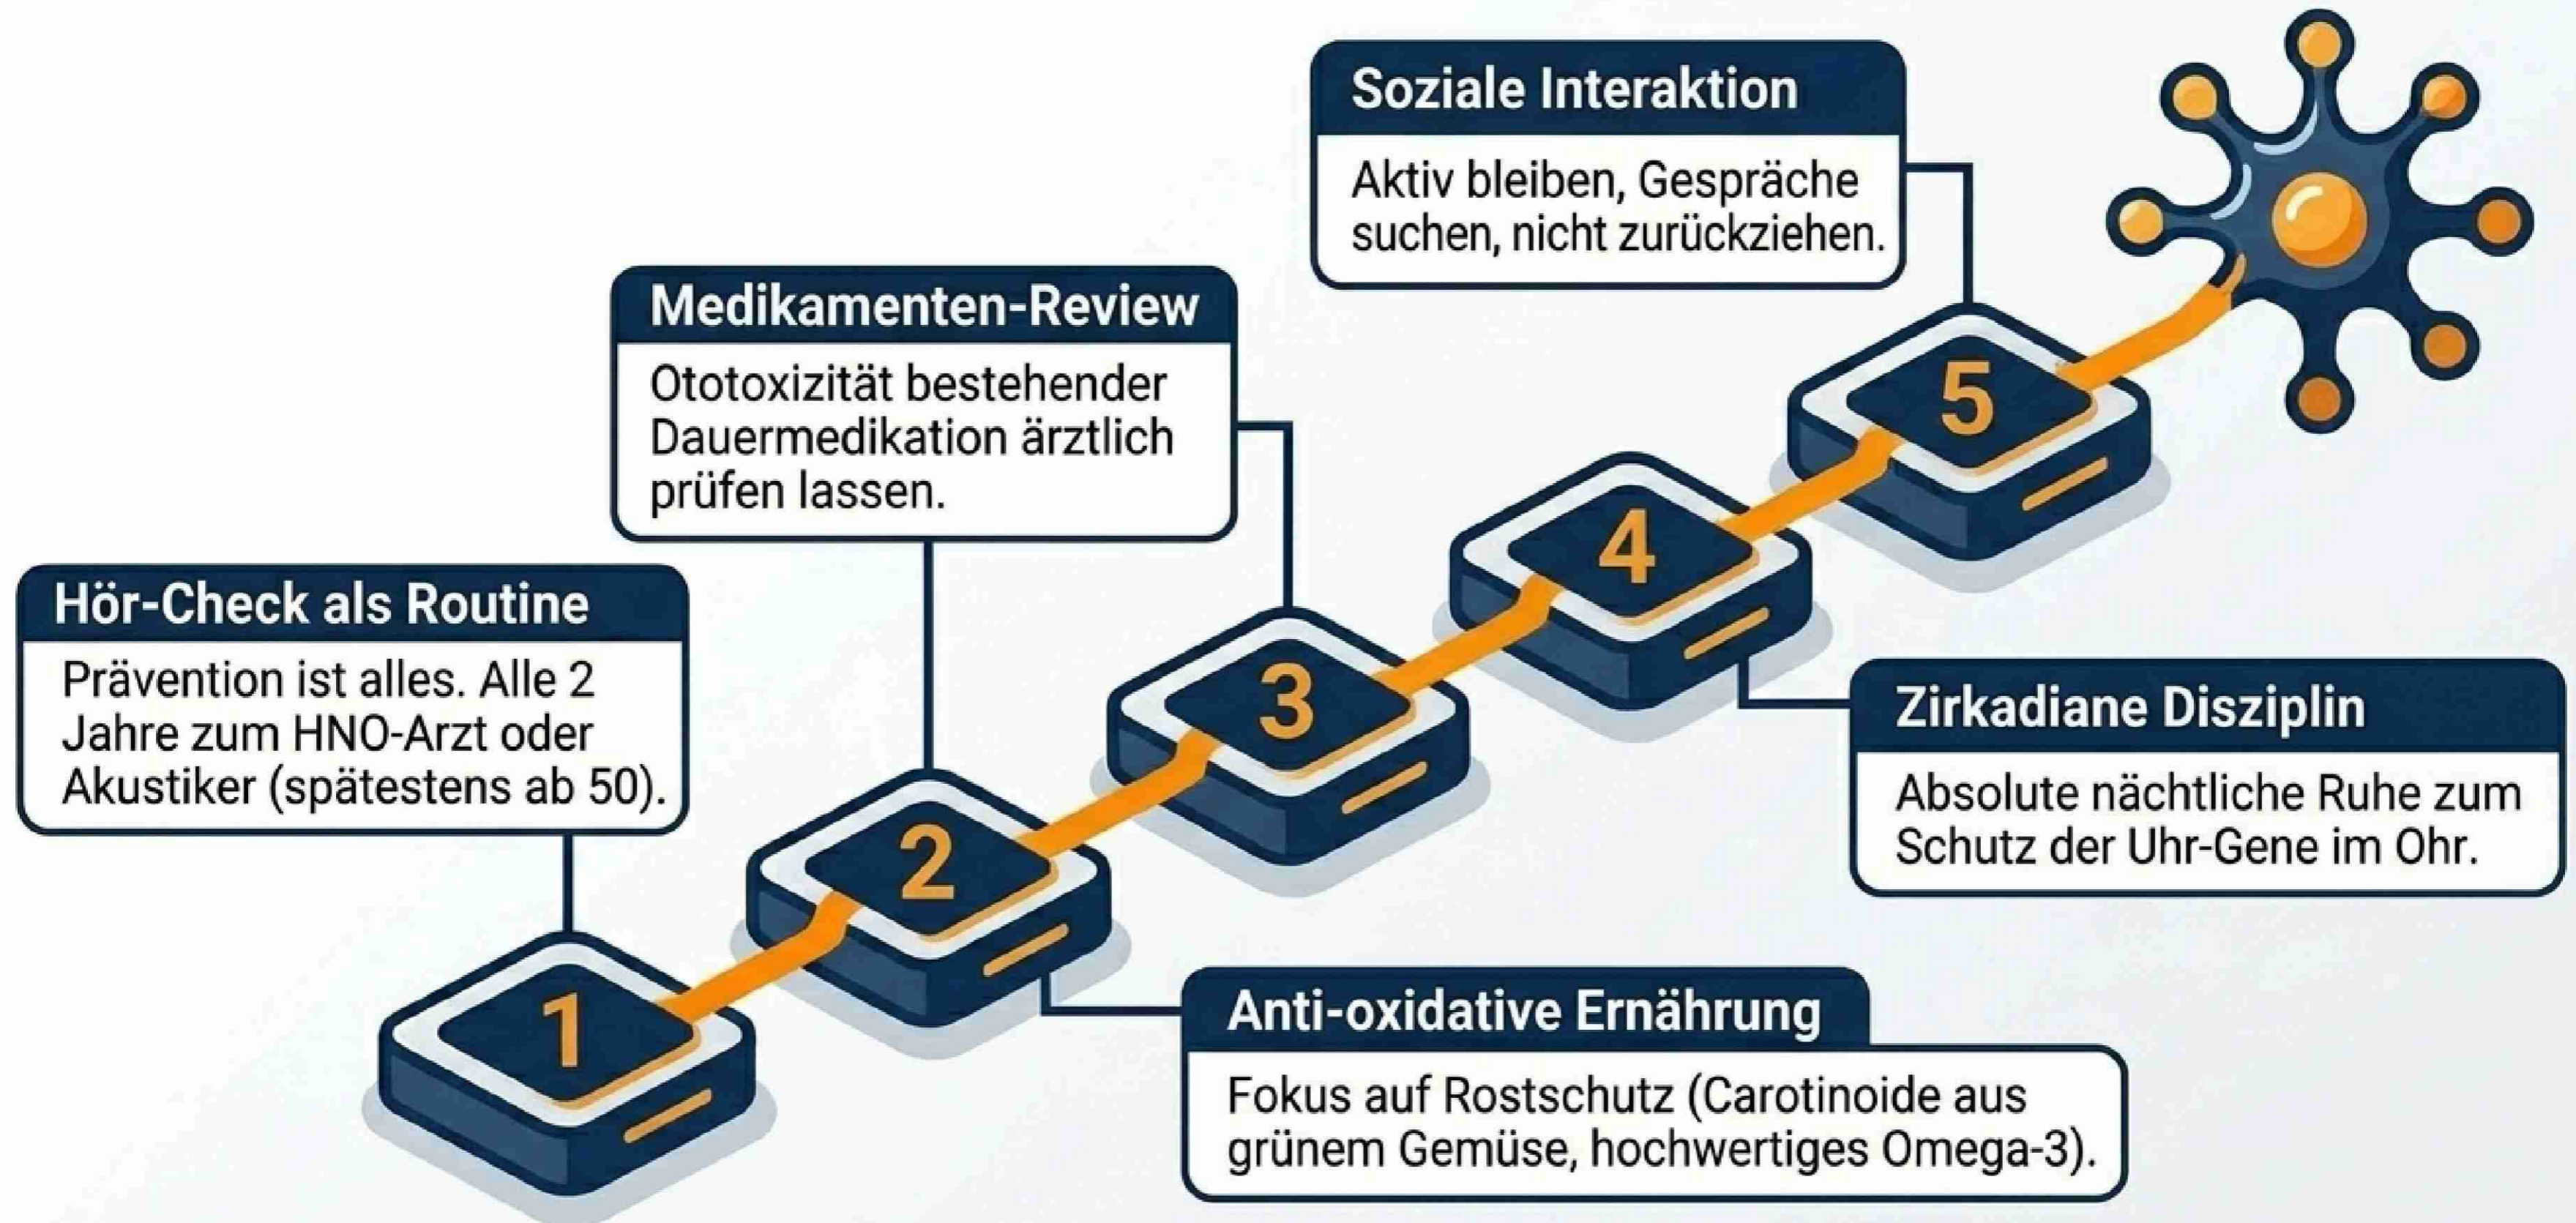 Hör-Check als Routine
Prävention ist alles. Alle 2
Jahre zum HNO-Arzt oder
Akustiker (spätestens ab 50).
1
Medikamenten-Review
Ototoxizität bestehender
Dauermedikation ärztlich
prüfen lassen.
2
Anti-oxidative Ernährung
Fokus auf Rostschutz (Carotinoide aus
grünem Gemüse, hochwertiges Omega-3).
3
4
Zirkadiane Disziplin
Absolute nächtliche Ruhe zum
Schutz der Uhr-Gene im Ohr.
Soziale Interaktion
Aktiv bleiben, Gespräche
suchen, nicht zurückziehen.
5